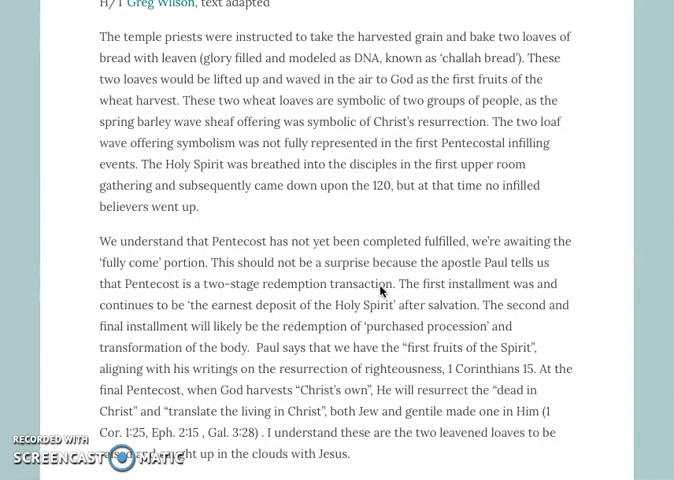 H/T Greg Wilson, text adapted
The temple priests were instructed to take the harvested grain and bake two loaves of
bread with leaven (glory filled and modeled as DNA, known as ‘challah bread’). These
two loaves would be lifted up and waved in the air to God as the first fruits of the
wheat harvest. These two wheat loaves are symbolic of two groups of people, as the
spring barley wave sheaf offering was symbolic of Christ’s resurrection. The two loaf
wave offering symbolism was not fully represented in the first Pentecostal infilling
events. The Holy Spirit was breathed into the disciples in the first upper room
gathering and subsequently came down upon the 120, but at that time no infilled
believers went up.
We understand that Pentecost has not yet been completed fulfilled, we’re awaiting the
‘fully come’ portion. This should not be a surprise because the apostle Paul tells us
that Pentecost is a two-stage redemption transaction. The first installment was and
continues to be ‘the earnest deposit of the Holy Spirit’ after salvation. The second and
final installment will likely be the redemption of ‘purchased procession’ and
transformation of the body.  Paul says that we have the “first fruits of the Spirit”,
aligning with his writings on the resurrection of righteousness, 1 Corinthians 15. At the
final Pentecost, when God harvests “Christ’s own”, He will resurrect the “dead in
Christ” and “translate the living in Christ”, both Jew and gentile made one in Him (1
Cor. 1:25, Eph. 2:15 , Gal. 3:28) . I understand these are the two leavened loaves to be
up in the clouds with Jesus.
RECORDED WITH
SCREENCAST MATIC